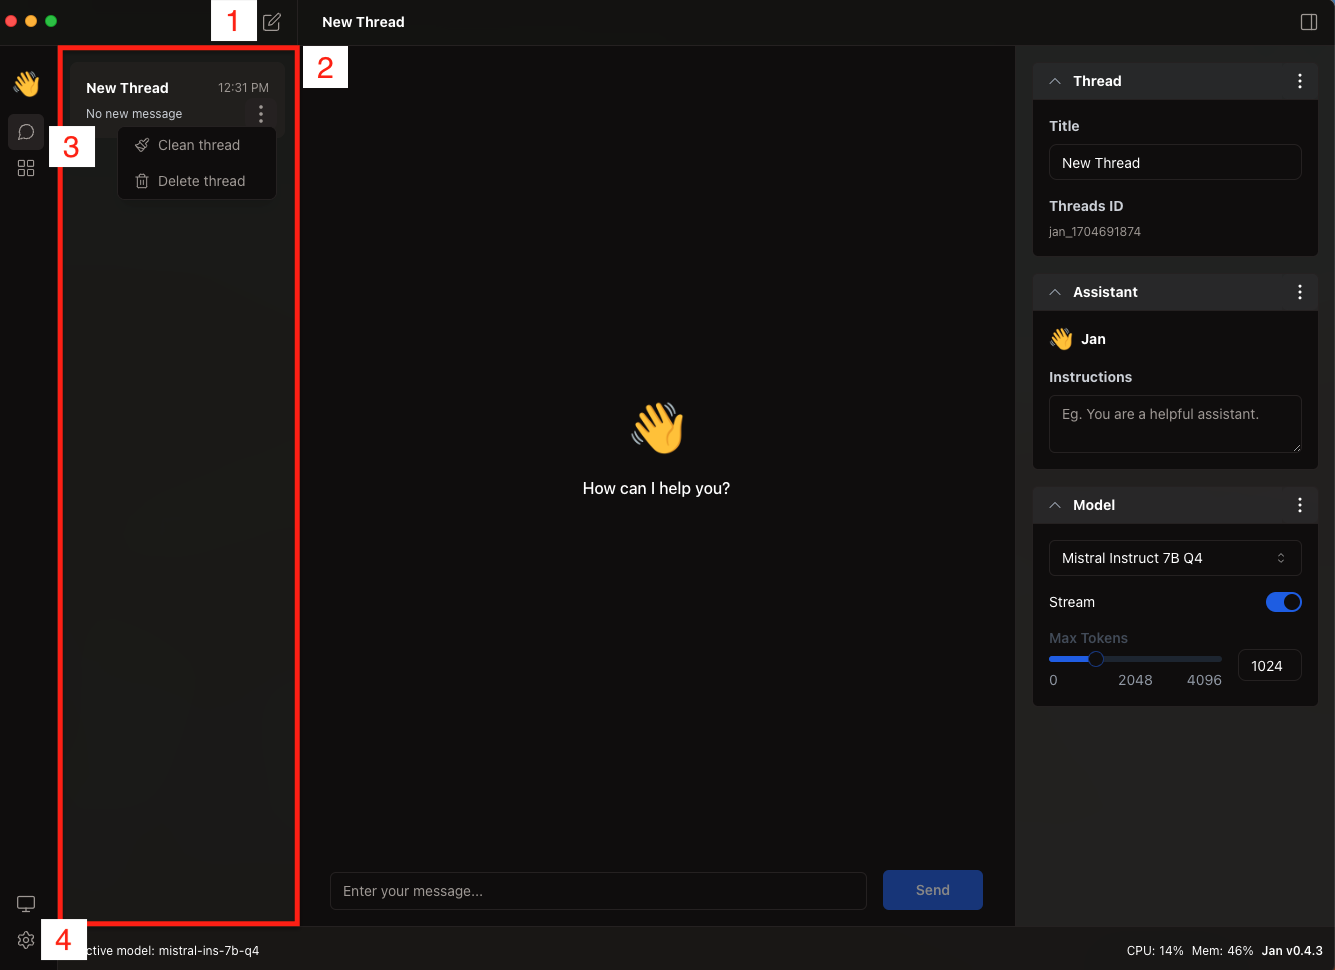 1
New Thread
2
New Thread 12:31 PM
No new message
3
Clean thread
Delete thread
How can I help you?
Enter your message...
Send
Thread
Title
New Thread
Threads ID
jan_1704691874
Assistant
Jan
Instructions
Eg. You are a helpful assistant.
Model
Mistral Instruct 7B Q4
Stream
Max Tokens
0 2048 4096
1024
4
ctive model: mistral-ins-7b-q4
CPU: 14% Mem: 46% Jan v0.4.3